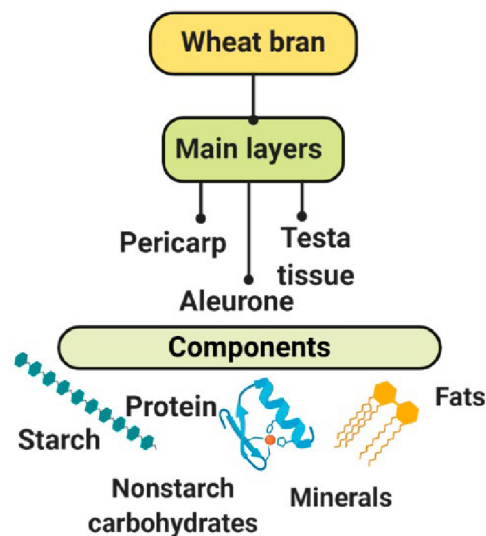 Wheat bran
Main layers
Pericarp
Testa
tissue
Aleurone
Components
Starch
Protein
Fats
Nonstarch
carbohydrates
Minerals